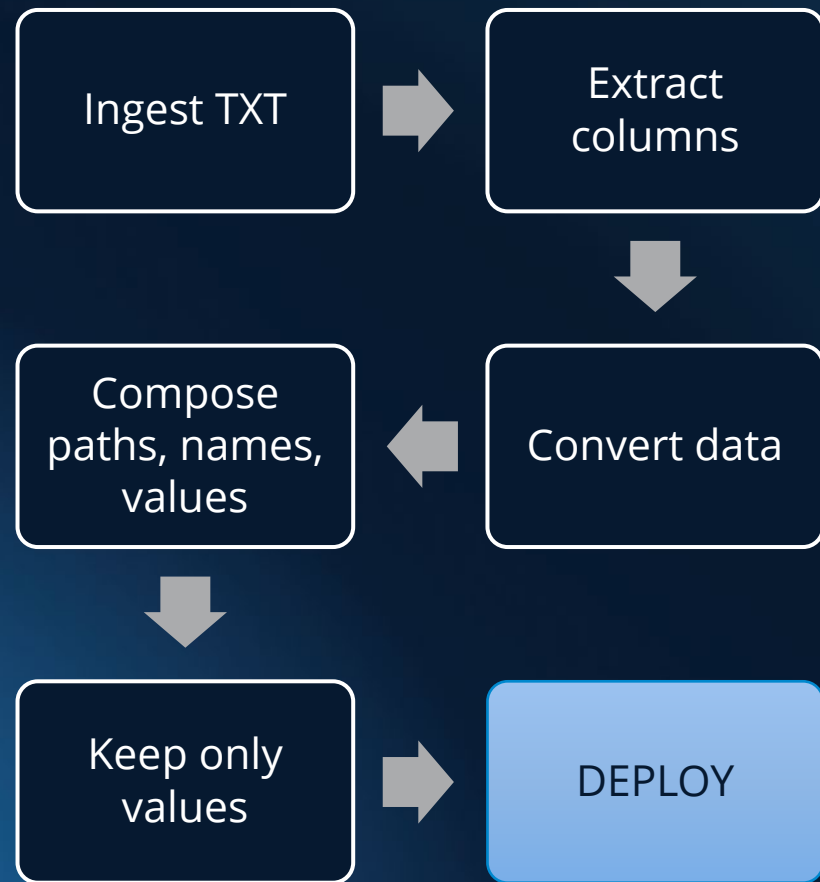 Ingest TXT
Extract
columns
Convert data
Compose
paths, names,
values
Keep only
values
DEPLOY